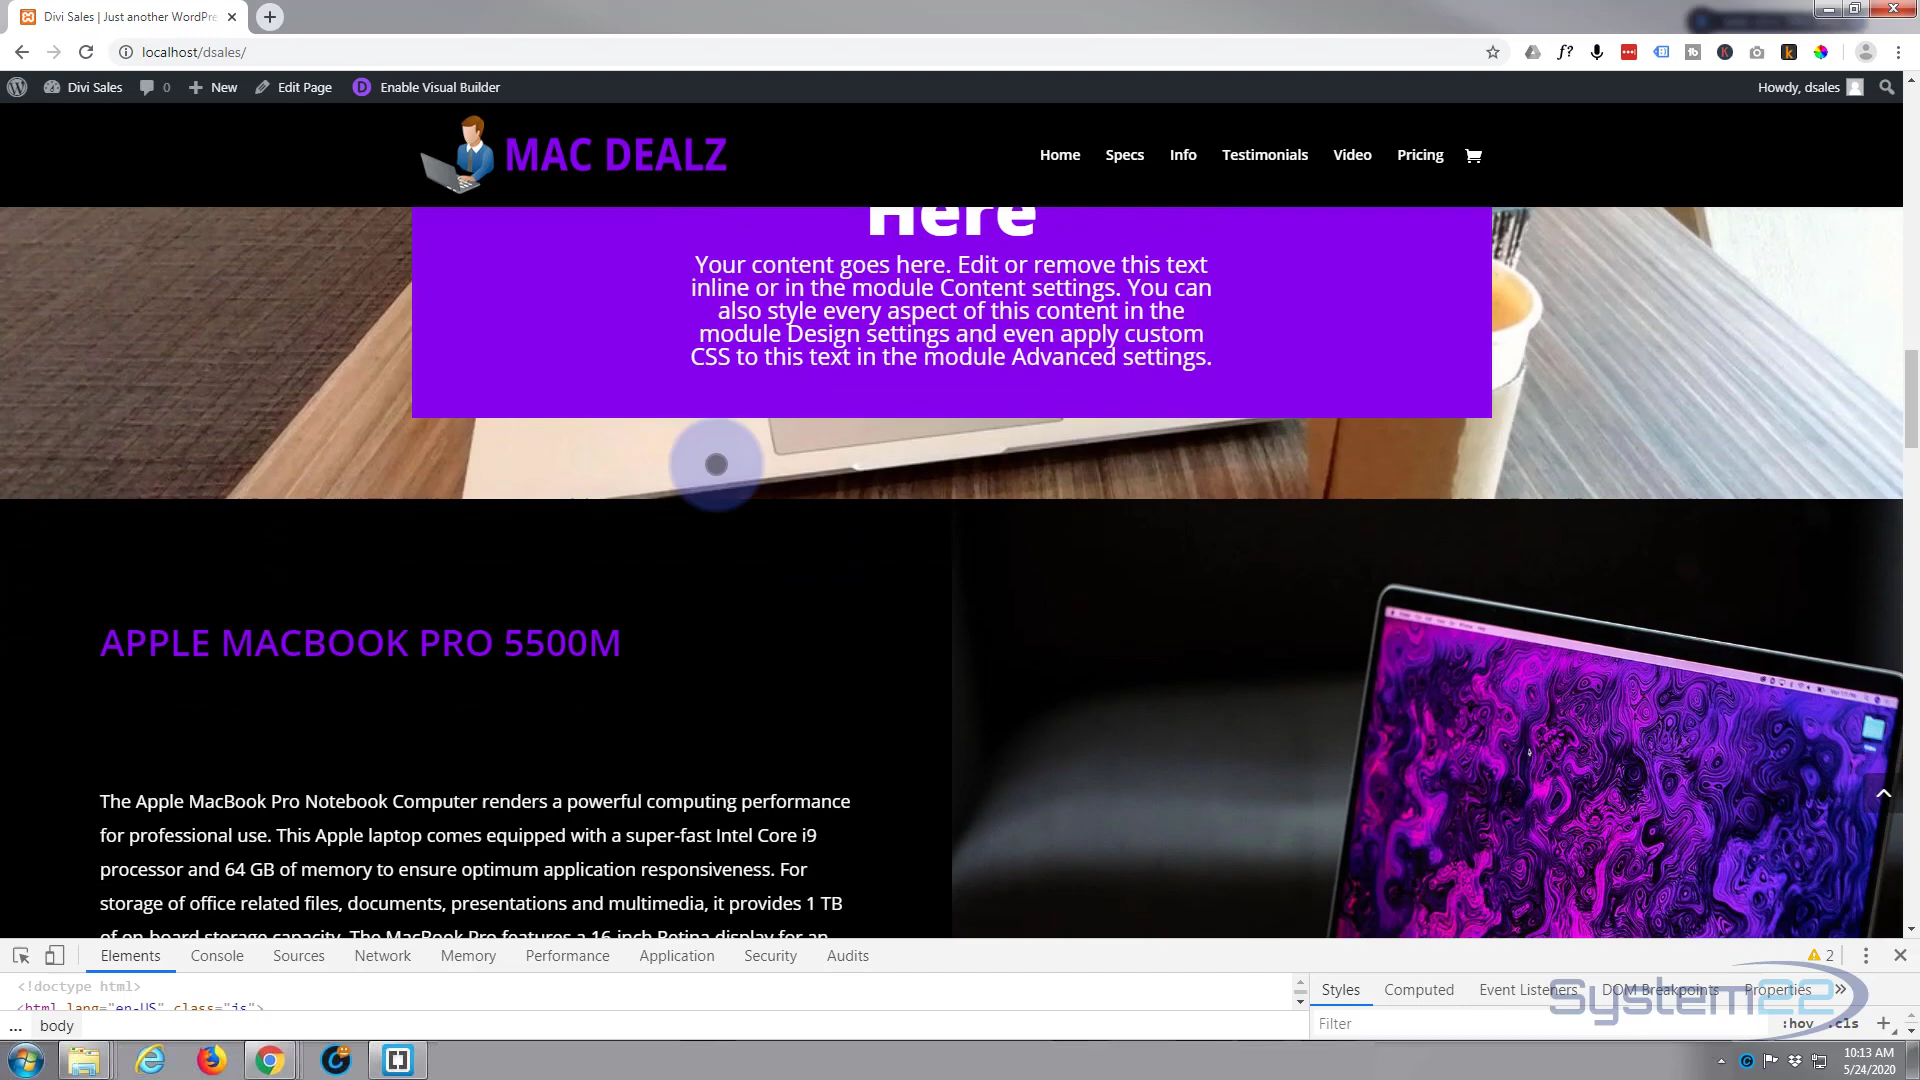 Divi Sales | Just another WordPre
localhost/dsales/
Divi Sales 0 New Edit Page Enable Visual Builder Howdy, dsales
MAC DEALZ
Home Specs Info Testimonials Video Pricing
Here
Your content goes here. Edit or remove this text
inline or in the module Content settings. You can
also style every aspect of this content in the
module Design settings and even apply custom
CSS to this text in the module Advanced settings.
APPLE MACBOOK PRO 5500M
The Apple MacBook Pro Notebook Computer renders a powerful computing performance
for professional use. This Apple laptop comes equipped with a super-fast Intel Core i9
processor and 64 GB of memory to ensure optimum application responsiveness. For
storage of office related files, documents, presentations and multimedia, it provides 1 TB
of on board storage capacity. The MacBook Pro features a 16 inch Retina display for an
Elements Console Sources Network Memory Performance Application Security Audits 2
<!doctype html>
<html lang="en-US" class="js">
... body
Styles Computed Event Listeners DOM Breakpoints Properties
Filter :hov .cls
System22
10:13 AM
5/24/2020